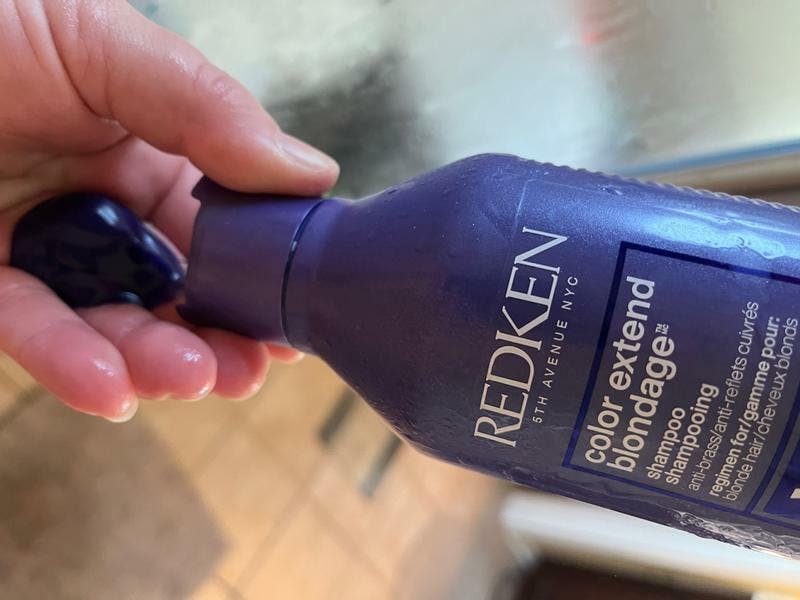 REDKEN
5TH AVENUE NYC
color extend
blondage™
shampoo
shampooing
anti-brass/anti-reflets cuivrés
regimen for/gamme pour:
blonde hair/cheveux blonds